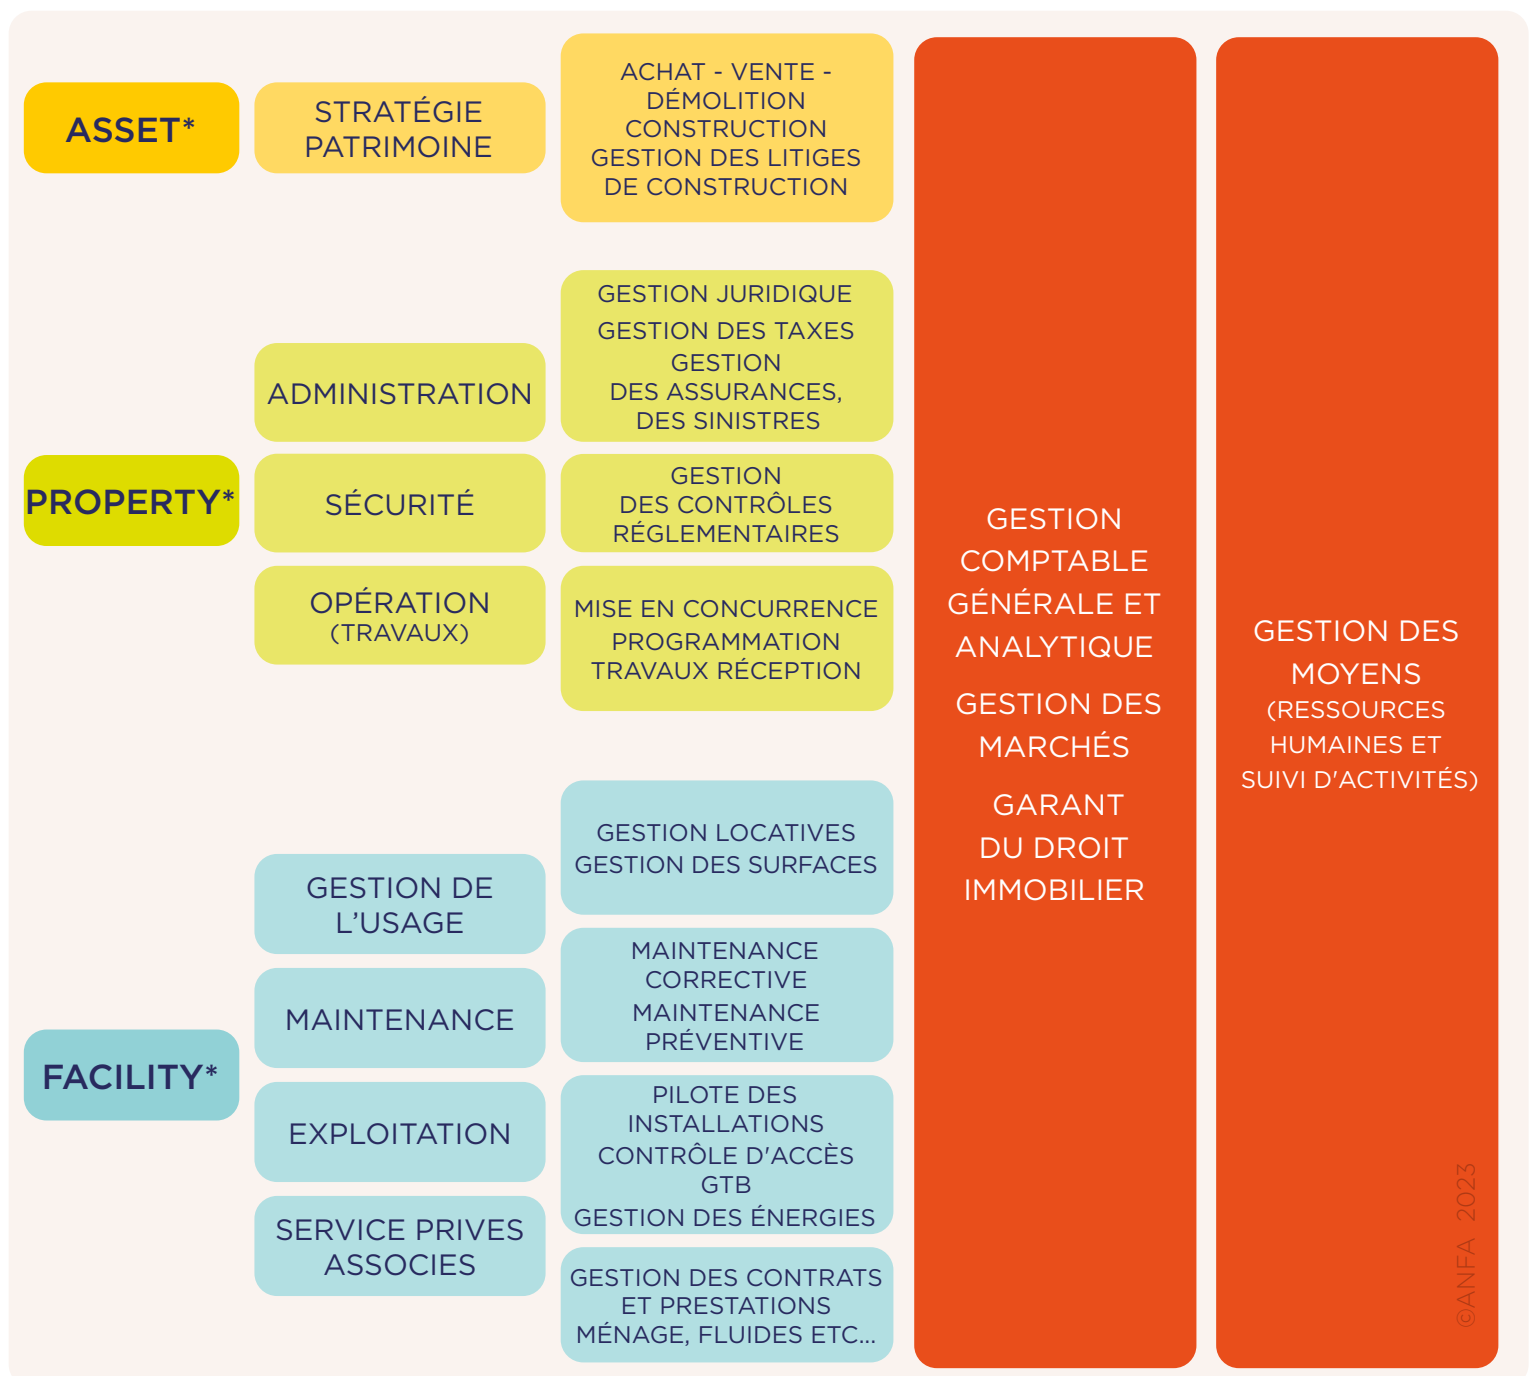 ASSET*
STRATÉGIE
PATRIMOINE
ACHAT - VENTE -
DÉMOLITION
CONSTRUCTION
GESTION DES LITIGES
DE CONSTRUCTION
PROPERTY*
ADMINISTRATION
GESTION JURIDIQUE
GESTION DES TAXES
GESTION
DES ASSURANCES,
DES SINISTRES
SÉCURITÉ
GESTION
DES CONTRÔLES
RÉGLEMENTAIRES
OPÉRATION
(TRAVAUX)
MISE EN CONCURRENCE
PROGRAMMATION
TRAVAUX RÉCEPTION
FACILITY*
GESTION DE
L’USAGE
GESTION LOCATIVES
GESTION DES SURFACES
MAINTENANCE
MAINTENANCE
CORRECTIVE
MAINTENANCE
PRÉVENTIVE
EXPLOITATION
PILOTE DES
INSTALLATIONS
CONTRÔLE D'ACCÈS
GTB
GESTION DES ÉNERGIES
SERVICE PRIVES
ASSOCIES
GESTION DES CONTRATS
ET PRESTATIONS
MÉNAGE, FLUIDES ETC...
GESTION
COMPTABLE
GÉNÉRALE ET
ANALYTIQUE
GESTION DES
MARCHÉS
GARANT
DU DROIT
IMMOBILIER
GESTION DES
MOYENS
(RESSOURCES
HUMAINES ET
SUIVI D'ACTIVITÉS)
©ANFA 2023